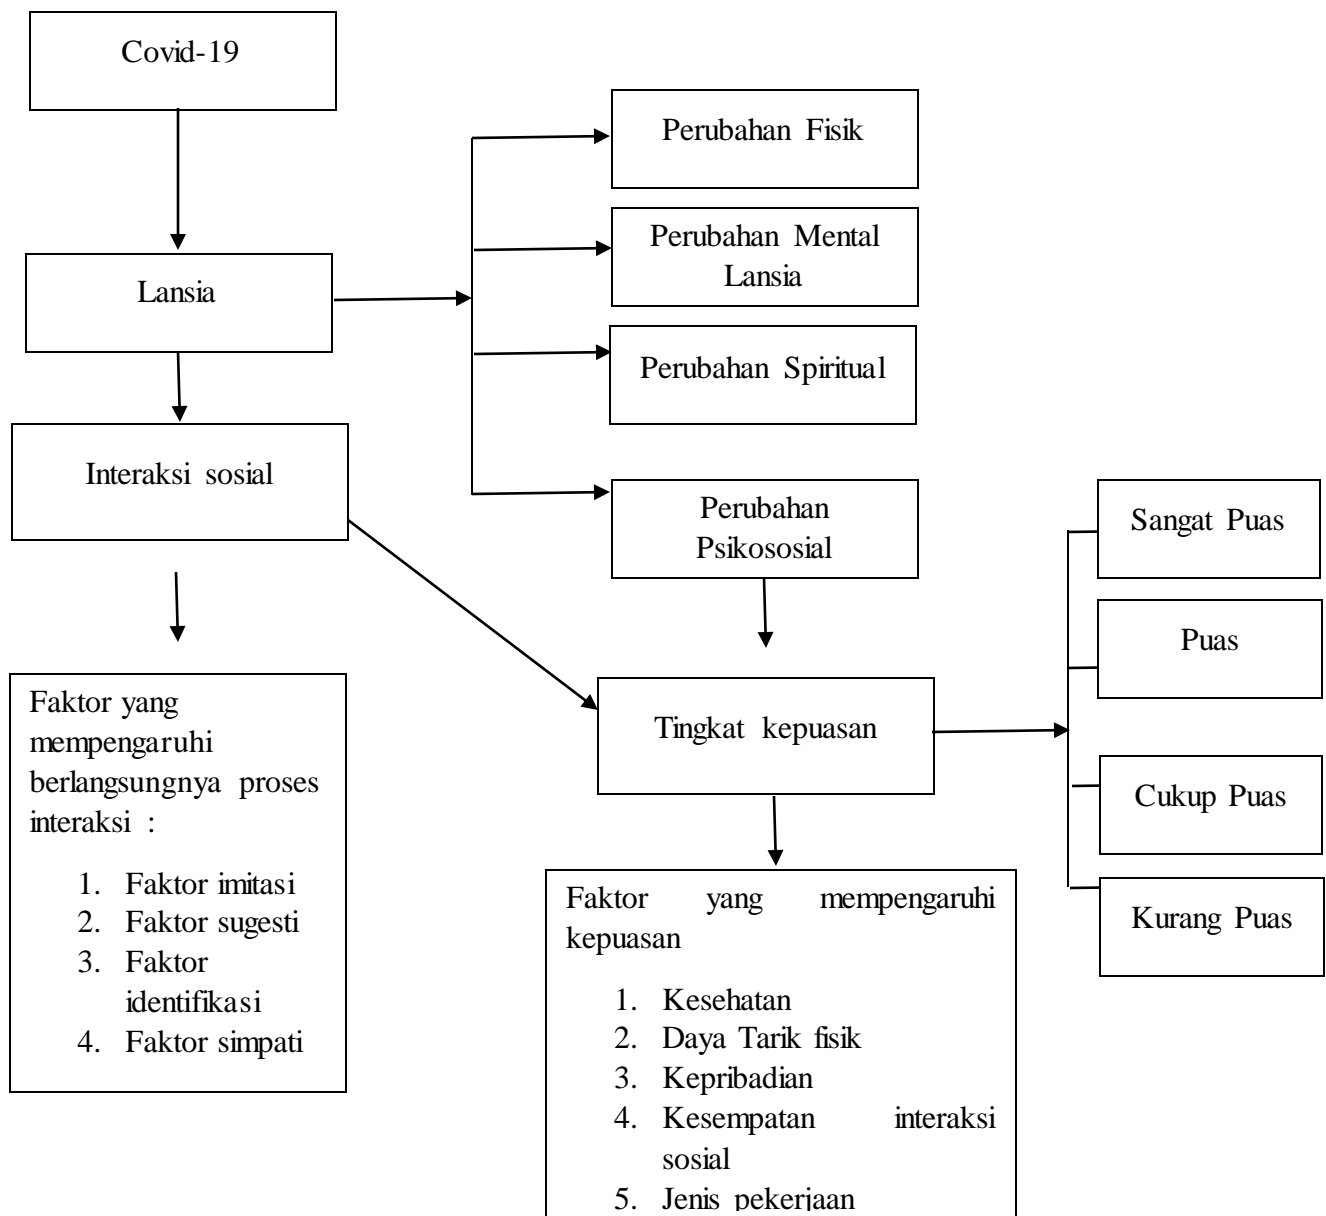 Covid-19
Perubahan Fisik
Perubahan Mental
Lansia
Lansia
Perubahan Spiritual
Interaksi sosial
Perubahan
Psikososial
Sangat Puas
Puas
Faktor yang
mempengaruhi
berlangsungnya proses
interaksi :
1. Faktor imitasi
2. Faktor sugesti
3. Faktor
identifikasi
4. Faktor simpati
Tingkat kepuasan
Cukup Puas
Kurang Puas
Faktor yang mempengaruhi
kepuasan
1. Kesehatan
2. Daya Tarik fisik
3. Kepribadian
4. Kesempatan interaksi
sosial
5. Jenis pekerjaan